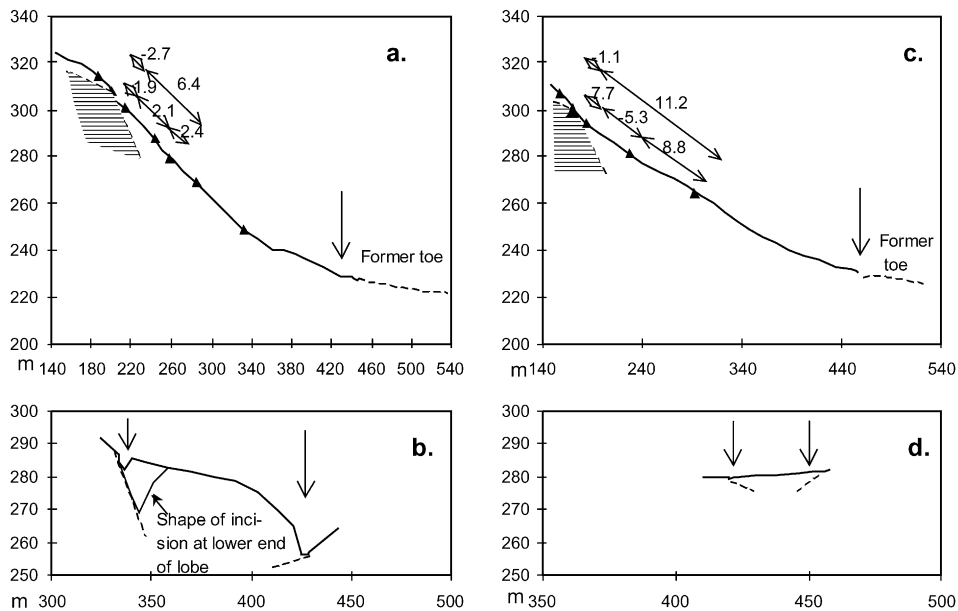 340
320
300
280
260
240
220
200
m
140 180 220 260 300 340 380 420 460 500 540
a.
-2.7
6.4
-1.9
2.1
-2.4
Former toe
340
320
300
280
260
240
220
200
m
140 240 340 440 540
c.
-1.1
11.2
-7.7
-5.3
8.8
Former
toe
300
290
280
270
260
250
m
300 350 400 450 500
b.
Shape of inci-
sion at lower end
of lobe
300
290
280
270
260
250
m
350 400 450 500
d.